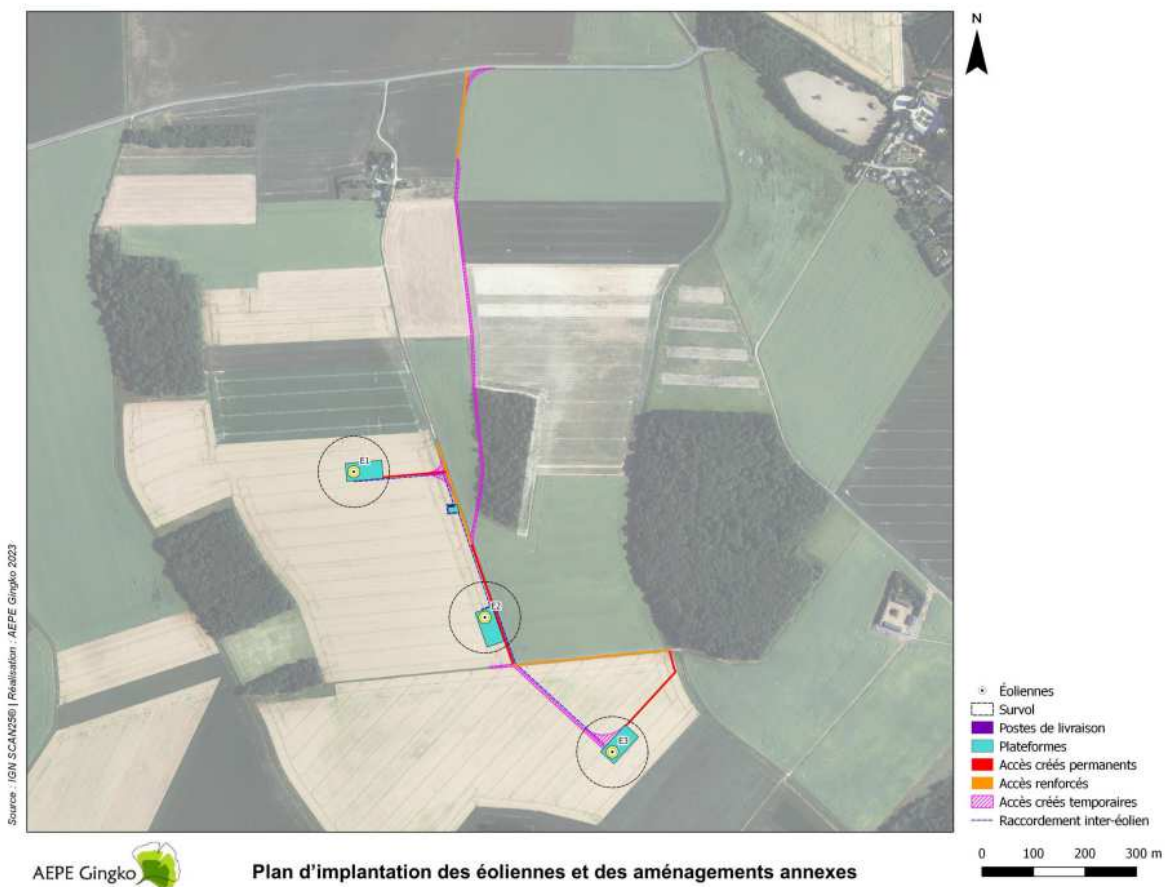 N
E1
E2
E3
Source : IGN SCAN25® | Réalisation : AEPE Gingko 2023
Éoliennes
Survol
Postes de livraison
Plateformes
Accès créés permanents
Accès renforcés
Accès créés temporaires
Raccordement inter-éolien
AEPE Gingko
Plan d'implantation des éoliennes et des aménagements annexes
0 100 200 300 m